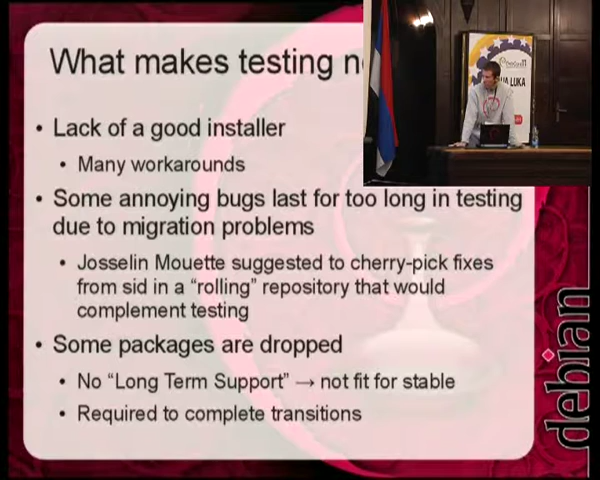 What makes testing
• Lack of a good installer
• Many workarounds
• Some annoying bugs last for too long in testing
due to migration problems
• Josselin Mouette suggested to cherry-pick fixes
from sid in a “rolling” repository that would
complement testing
• Some packages are dropped
• No “Long Term Support” → not fit for stable
• Required to complete transitions
debian
LUKA